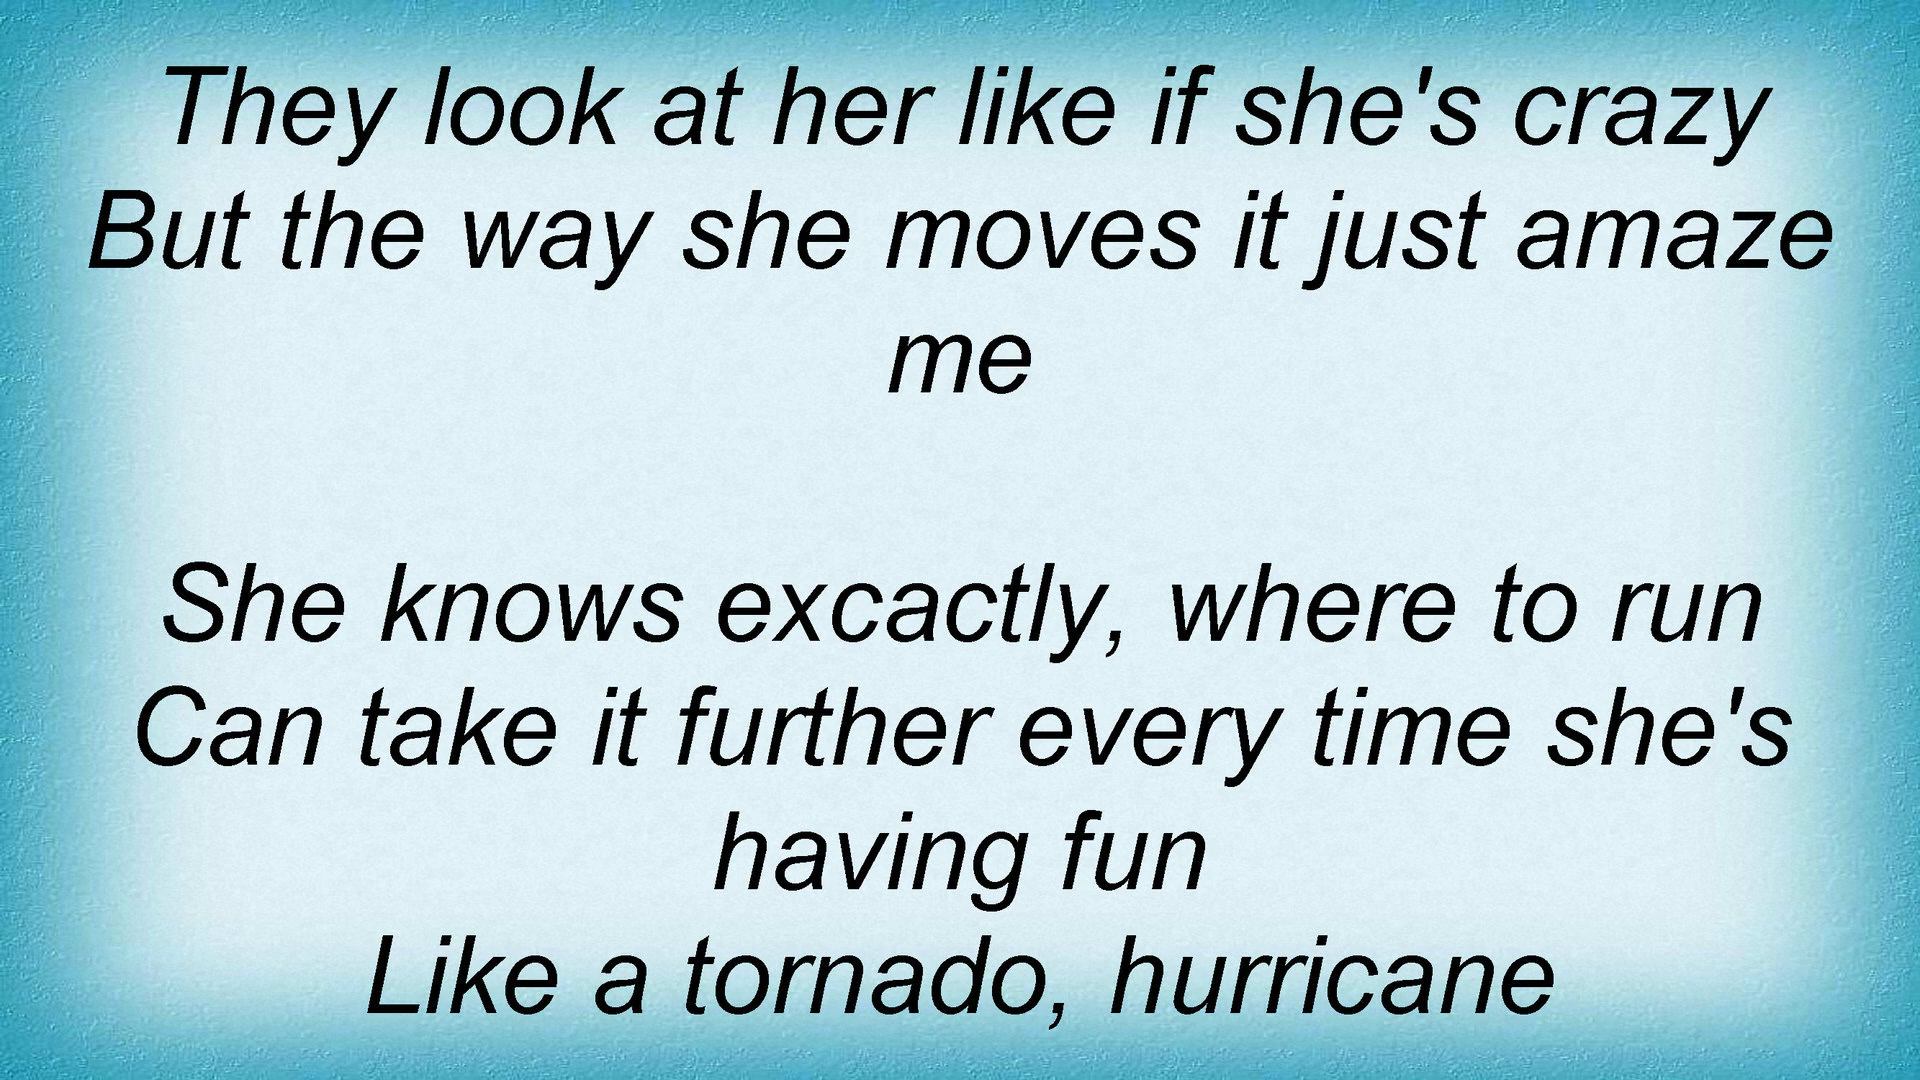 They look at her like if she's crazy
But the way she moves it just amaze
me
She knows excactly, where to run
Can take it further every time she's
having fun
Like a tornado, hurricane